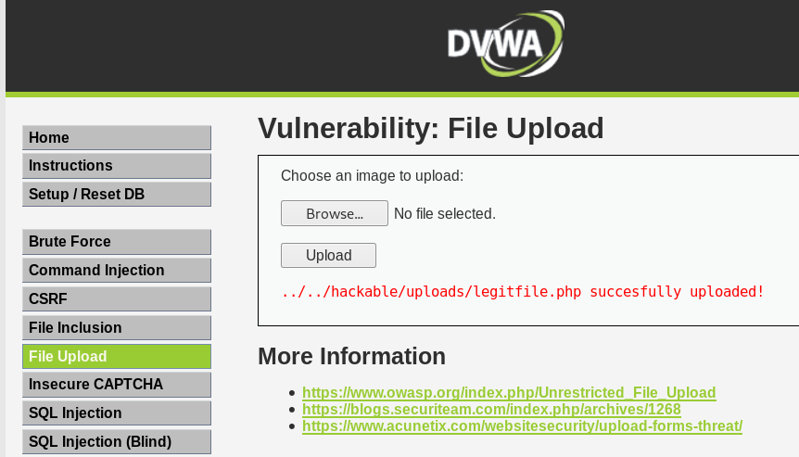 DVWA
Home
Instructions
Setup / Reset DB
Brute Force
Command Injection
CSRF
File Inclusion
File Upload
Insecure CAPTCHA
SQL Injection
SQL Injection (Blind)
Vulnerability: File Upload
Choose an image to upload:
Browse... No file selected.
Upload
../../hackable/uploads/legitfile.php succesfully uploaded!
More Information
https://www.owasp.org/index.php/Unrestricted_File_Upload
https://blogs.securiteam.com/index.php/archives/1268
https://www.acunetix.com/websitesecurity/upload-forms-threat/